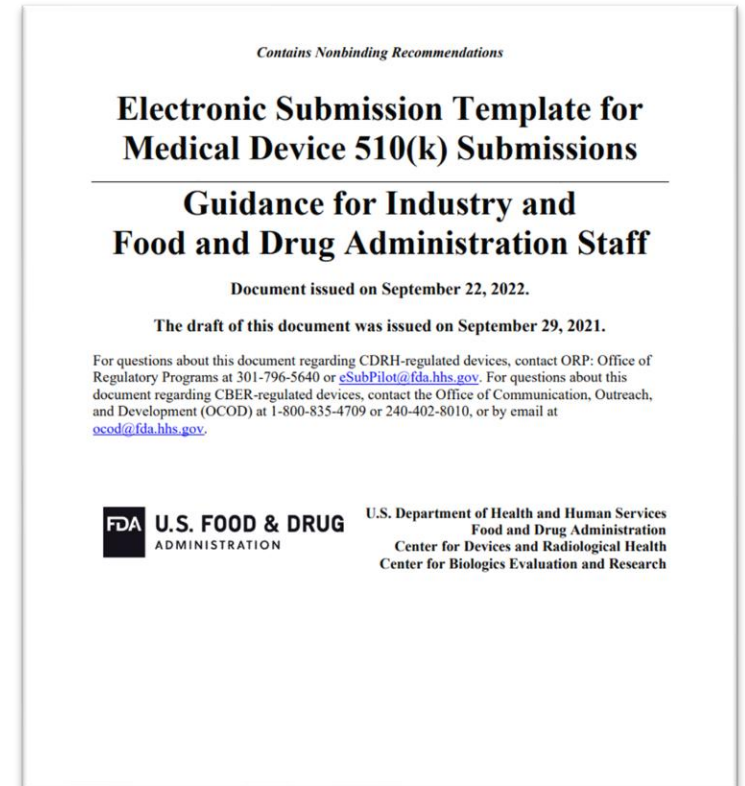 Contains Nonbinding Recommendations
Electronic Submission Template for
Medical Device 510(k) Submissions
Guidance for Industry and
Food and Drug Administration Staff
Document issued on September 22, 2022.
The draft of this document was issued on September 29, 2021.
For questions about this document regarding CDRH-regulated devices, contact ORP: Office of
Regulatory Programs at 301-796-5640 or eSubPilot@fda.hhs.gov. For questions about this
document regarding CBER-regulated devices, contact the Office of Communication, Outreach,
and Development (OCOD) at 1-800-835-4709 or 240-402-8010, or by email at
ocod@fda.hhs.gov.
FDA U.S. FOOD & DRUG
ADMINISTRATION
U.S. Department of Health and Human Services
Food and Drug Administration
Center for Devices and Radiological Health
Center for Biologics Evaluation and Research